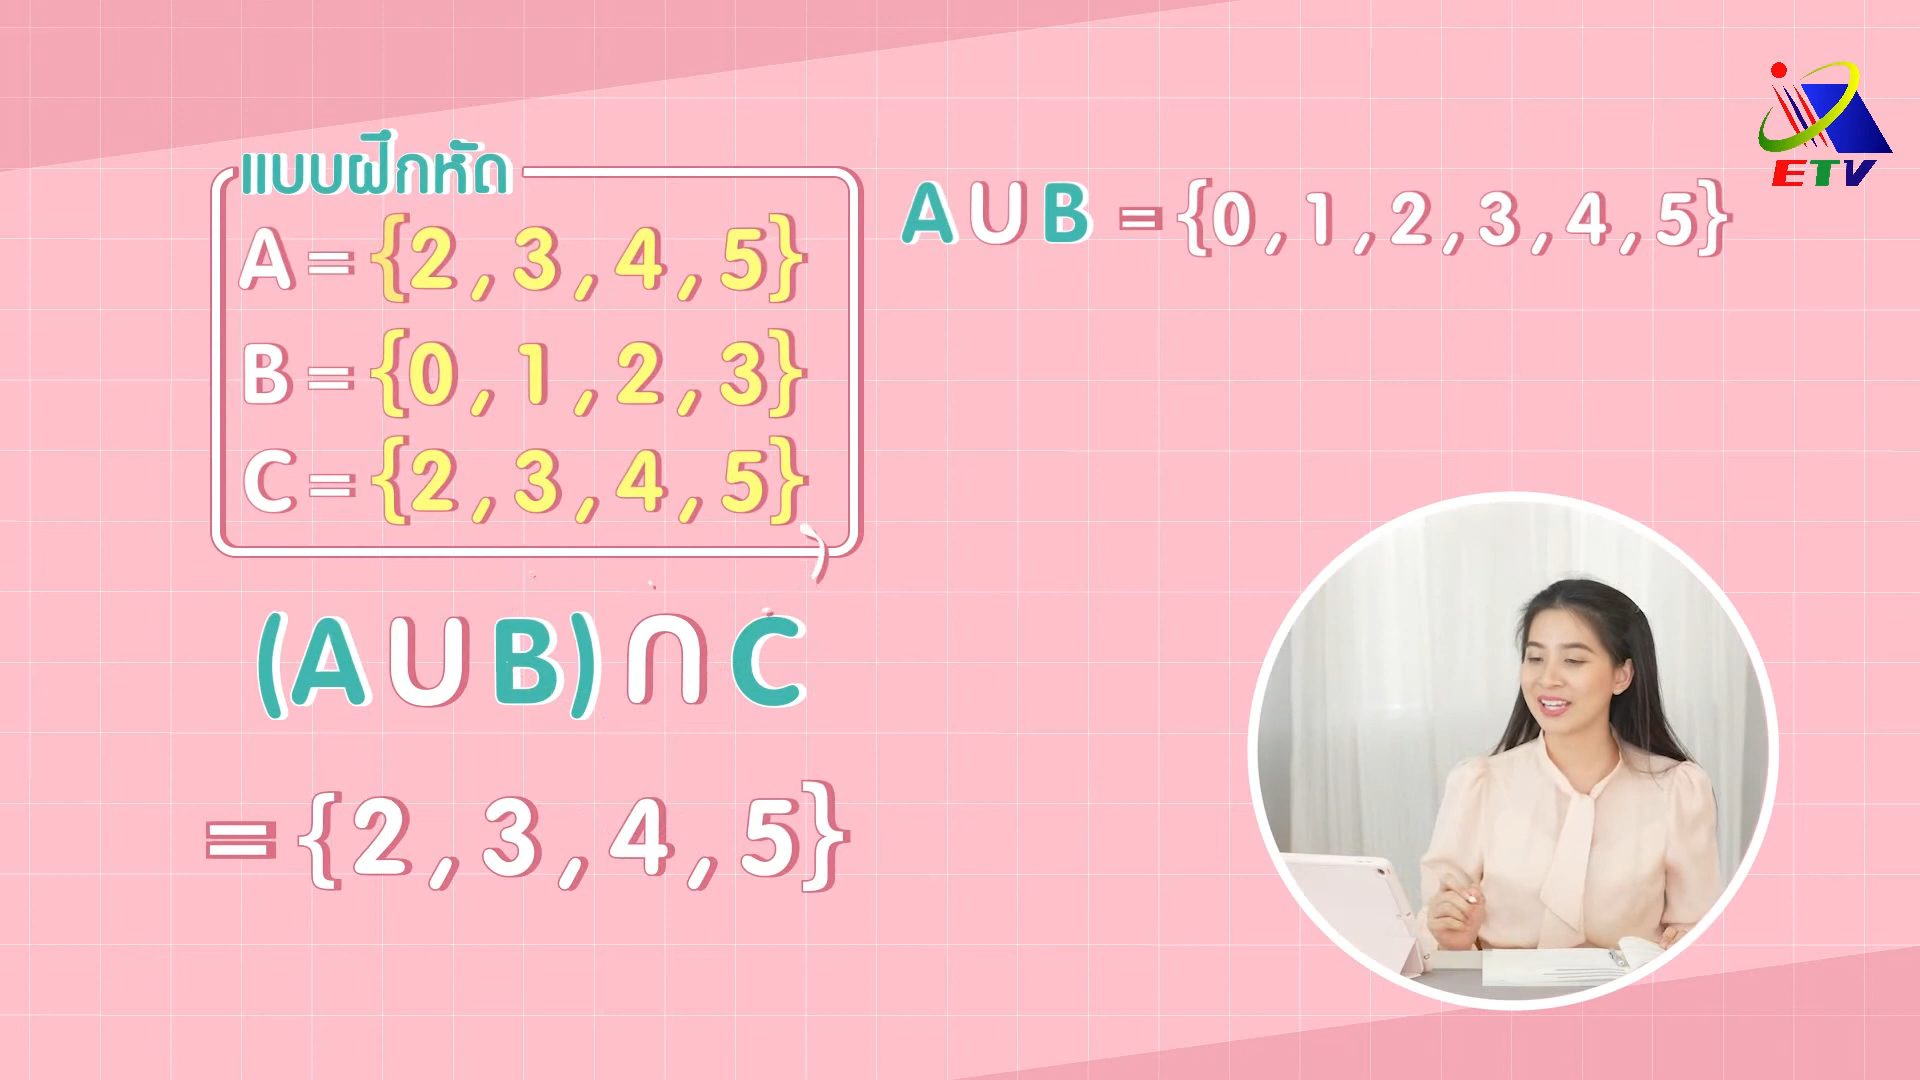 แบบฝึกหัด
A = {2 , 3 , 4 , 5}
B = {0 , 1 , 2 , 3}
C = {2 , 3 , 4 , 5}
(A ∪ B) ∩ C
= {2 , 3 , 4 , 5}
A ∪ B = {0 , 1 , 2 , 3 , 4 , 5}
ETV